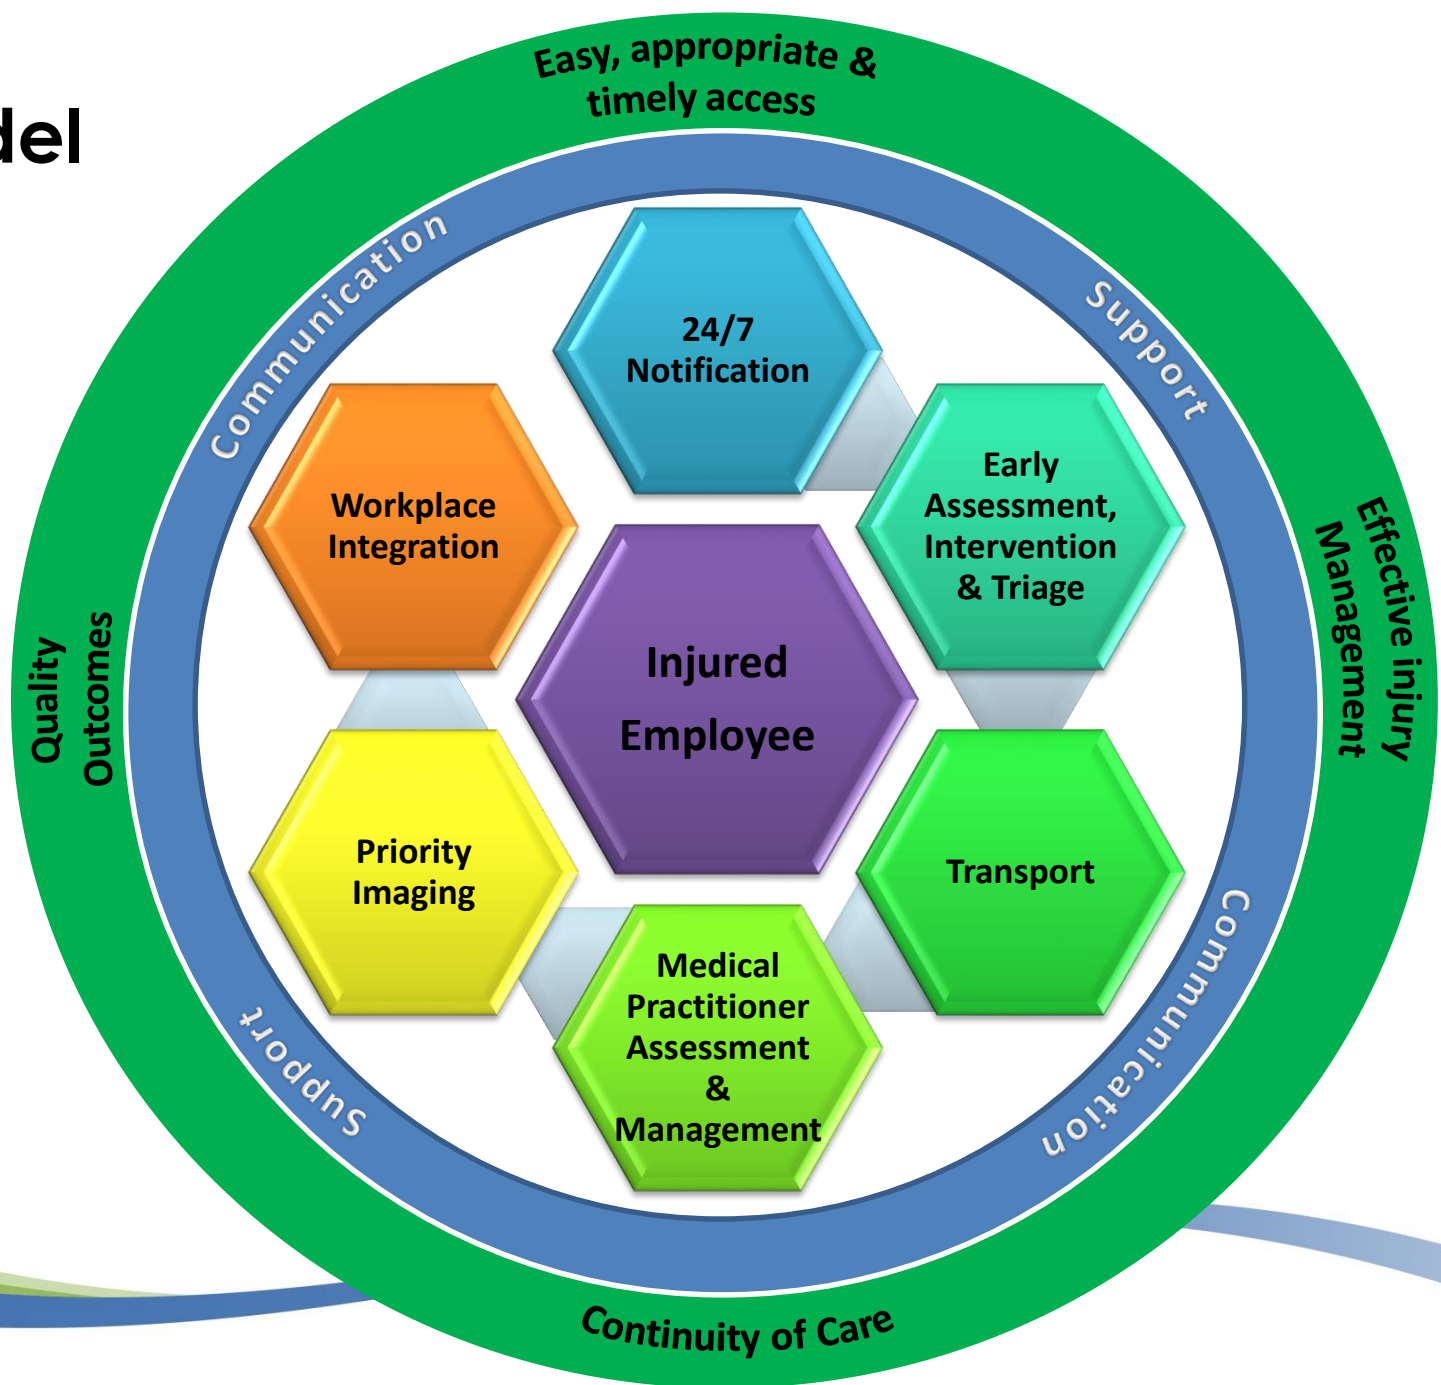 del
Easy, appropriate &
timely access
Communication
Support
24/7
Notification
Early
Assessment,
Intervention
& Triage
Workplace
Integration
Injured
Employee
Effective injury
Management
Quality
Outcomes
Priority
Imaging
Transport
Medical
Practitioner
Assessment
&
Management
Support
Communication
Continuity of Care